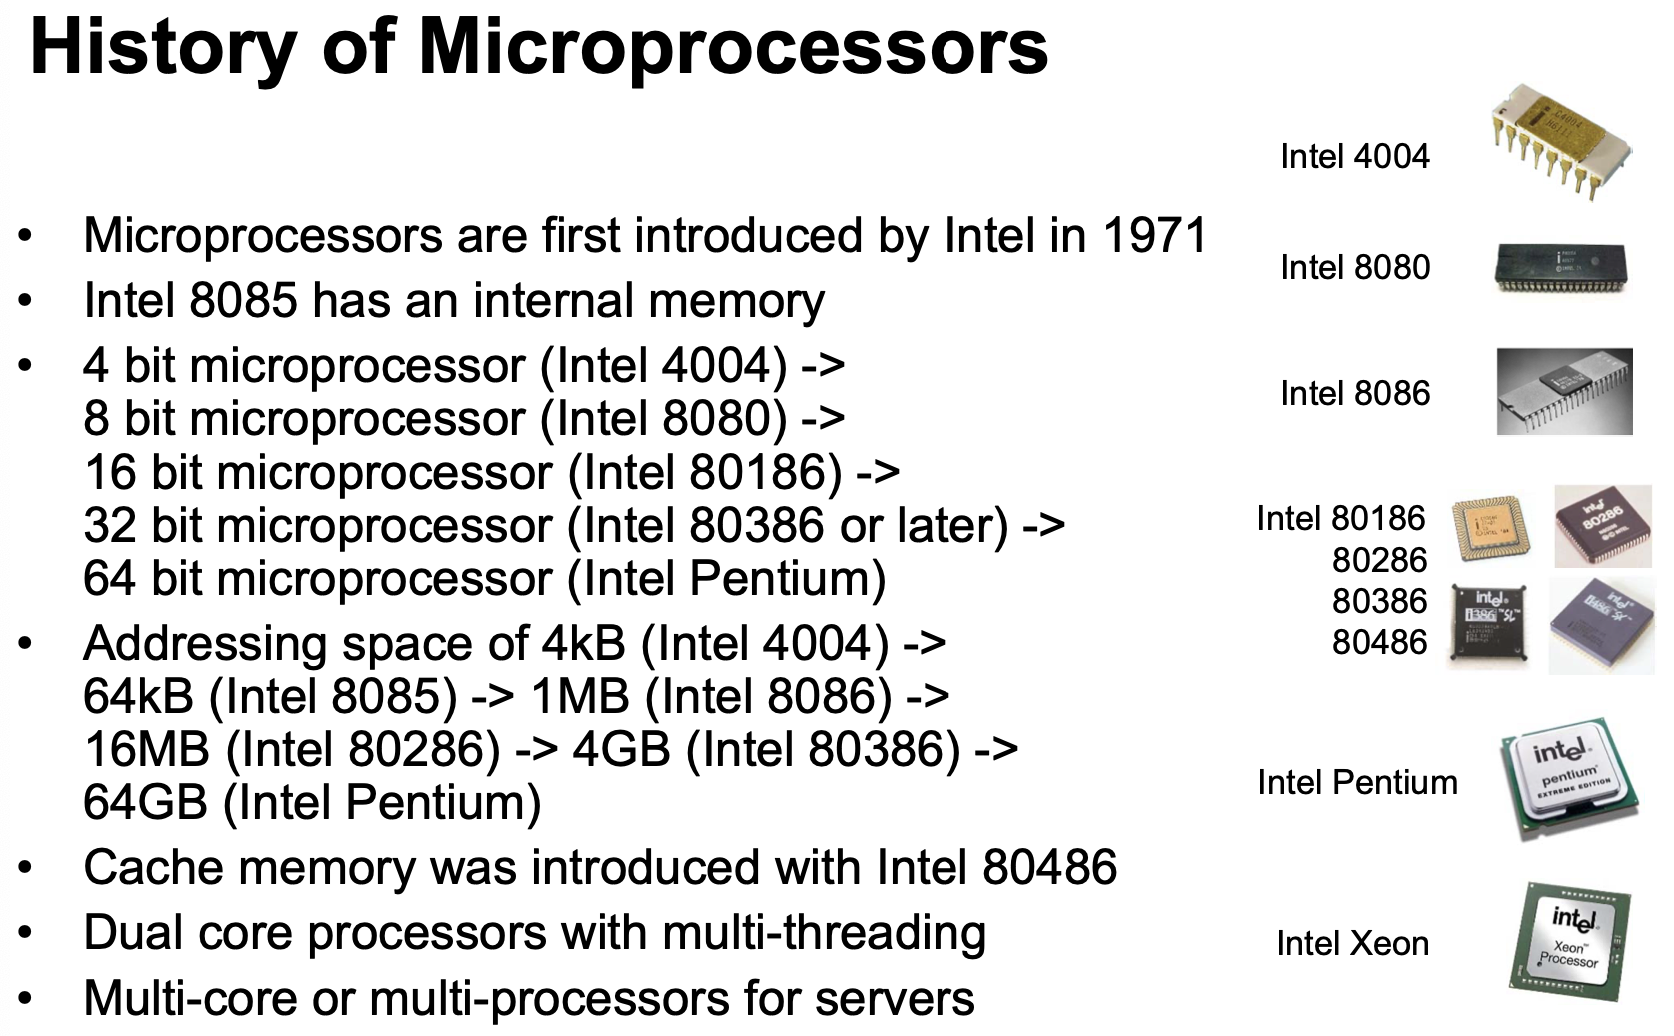 History of Microprocessors
• Microprocessors are first introduced by Intel in 1971
• Intel 8085 has an internal memory
• 4 bit microprocessor (Intel 4004) ->
8 bit microprocessor (Intel 8080) ->
16 bit microprocessor (Intel 80186) ->
32 bit microprocessor (Intel 80386 or later) ->
64 bit microprocessor (Intel Pentium)
• Addressing space of 4kB (Intel 4004) ->
64kB (Intel 8085) -> 1MB (Intel 8086) ->
16MB (Intel 80286) -> 4GB (Intel 80386) ->
64GB (Intel Pentium)
• Cache memory was introduced with Intel 80486
• Dual core processors with multi-threading
• Multi-core or multi-processors for servers
Intel 4004
C4004
Intel 8080
Intel 8086
Intel 80186
80286
80386
80486
intel
80286
intel®
i386™ SL™
intel®
i486™
Intel Pentium
intel®
pentium®
EXTREME EDITION
Intel Xeon
intel®
Xeon™
Processor